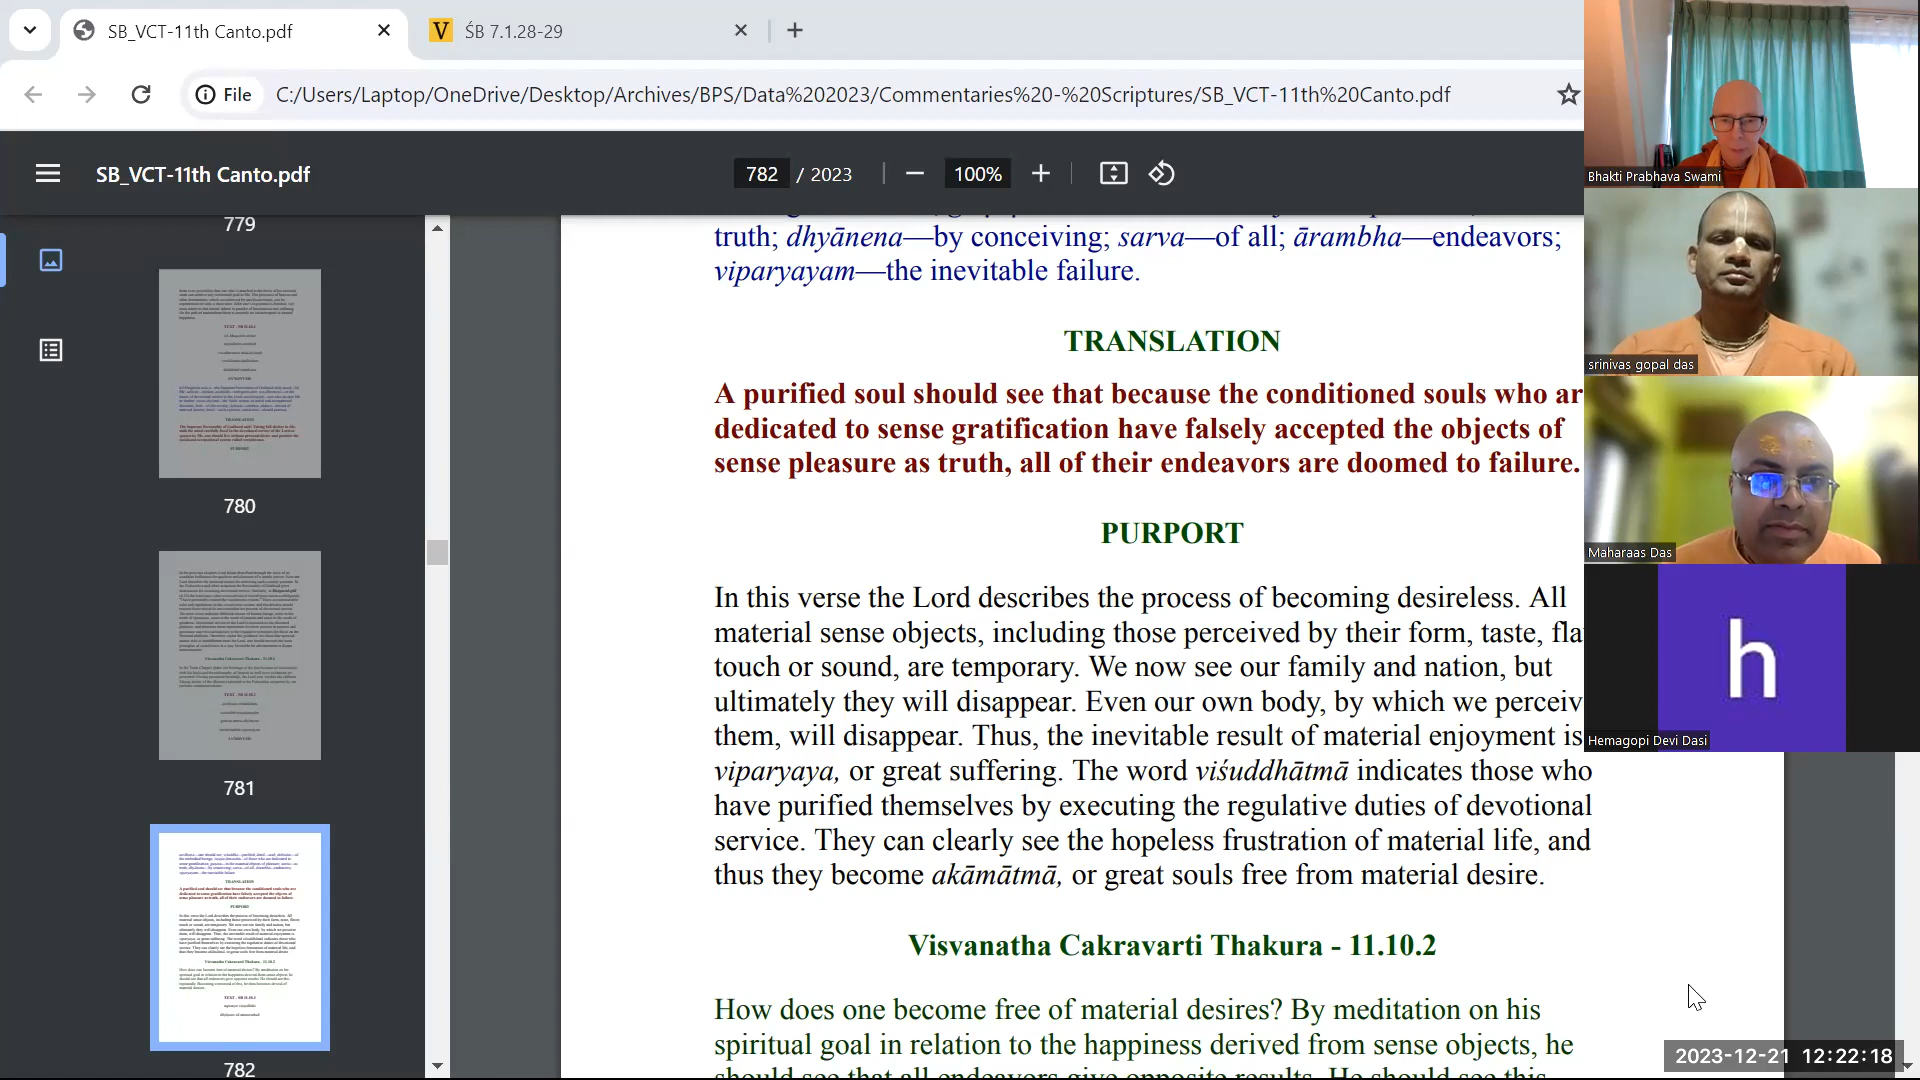 SB_VCT-11th Canto.pdf
V ŚB 7.1.28-29
File C:/Users/Laptop/OneDrive/Desktop/Archives/BPS/Data%202023/Commentaries%20-%20Scriptures/SB_VCT-11th%20Canto.pdf
SB_VCT-11th Canto.pdf
782 / 2023
100%
779
780
781
782
truth; dhyānena—by conceiving; sarva—of all; ārambha—endeavors;
viparyayam—the inevitable failure.
TRANSLATION
A purified soul should see that because the conditioned souls who ar
dedicated to sense gratification have falsely accepted the objects of
sense pleasure as truth, all of their endeavors are doomed to failure.
PURPORT
In this verse the Lord describes the process of becoming desireless. All
material sense objects, including those perceived by their form, taste, fla
touch or sound, are temporary. We now see our family and nation, but
ultimately they will disappear. Even our own body, by which we perceiv
them, will disappear. Thus, the inevitable result of material enjoyment is
viparyaya, or great suffering. The word viśuddhātmā indicates those who
have purified themselves by executing the regulative duties of devotional
service. They can clearly see the hopeless frustration of material life, and
thus they become akāmātmā, or great souls free from material desire.
Visvanatha Cakravarti Thakura - 11.10.2
How does one become free of material desires? By meditation on his
spiritual goal in relation to the happiness derived from sense objects, he
should see that all endeavors give opposite results. He should see this
Bhakti Prabhava Swami
srinivas gopal das
Maharaas Das
h
Hemagopi Devi Dasi
2023-12-21 12:22:18